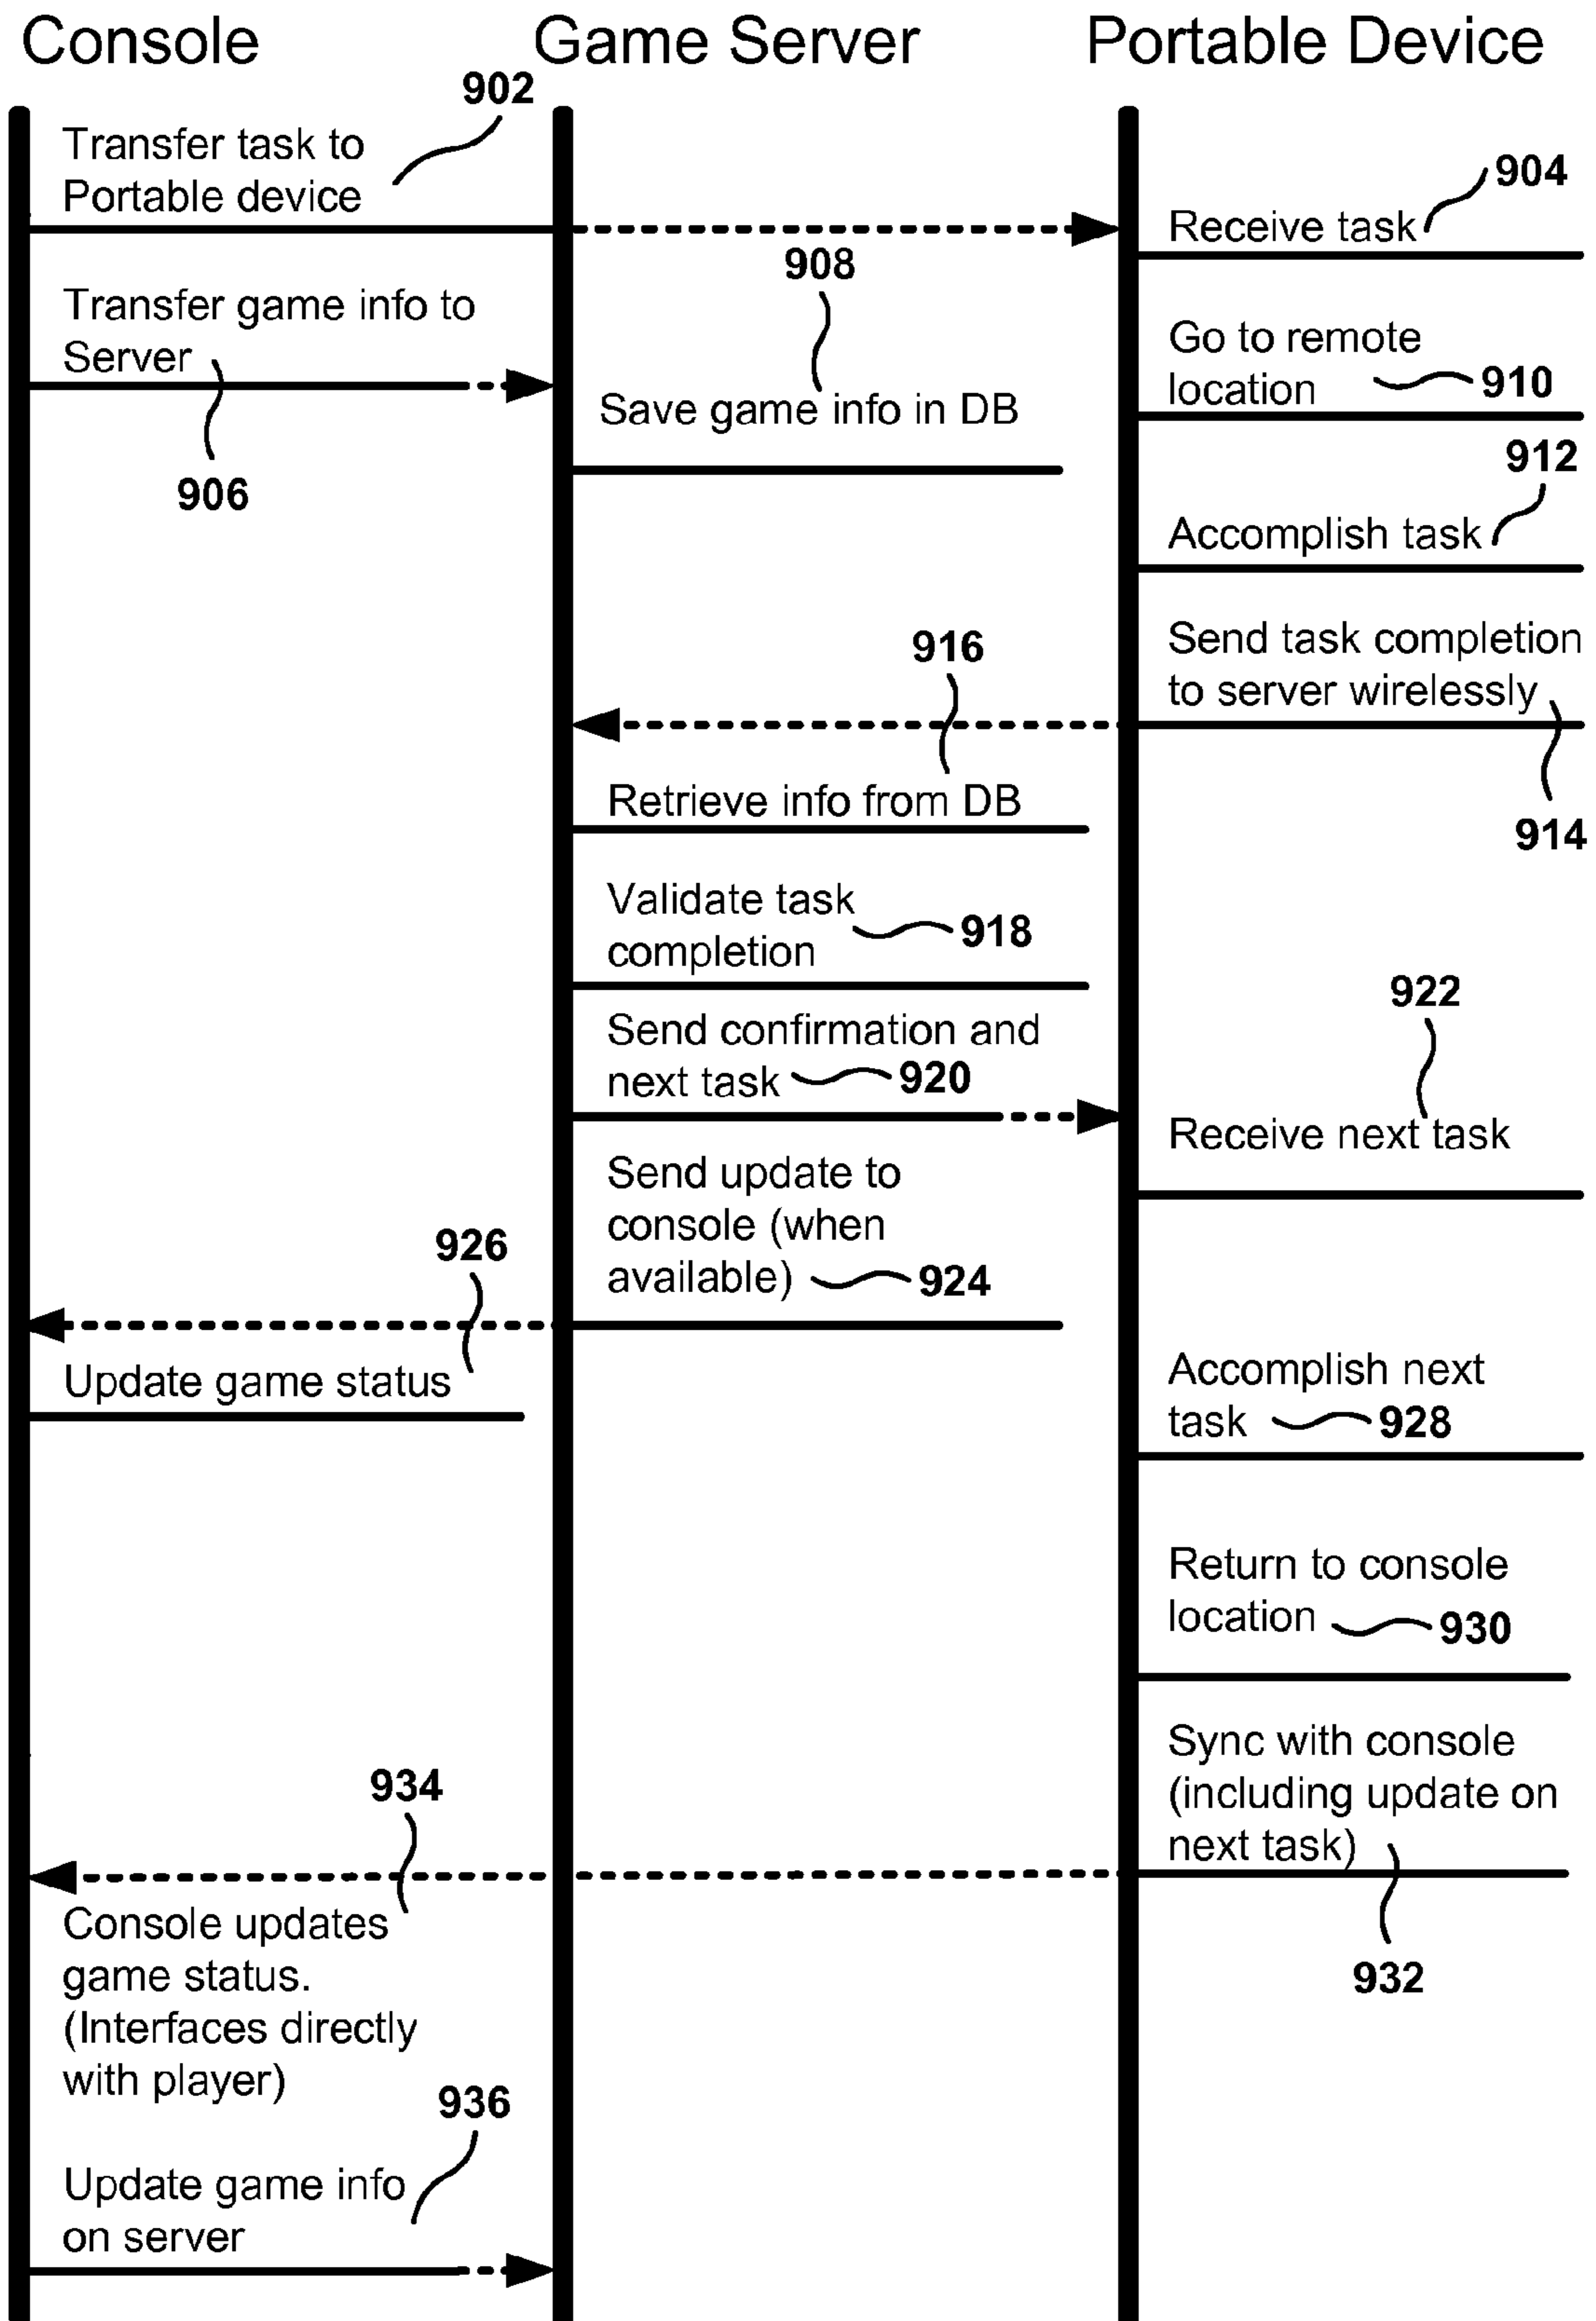 Console
Game Server
Portable Device
902
Transfer task to
Portable device
904
Receive task
908
Transfer game info to
Server
906
Save game info in DB
Go to remote
location
910
912
Accomplish task
916
Send task completion
to server wirelessly
914
Retrieve info from DB
Validate task
completion
918
922
Send confirmation and
next task
920
Receive next task
Send update to
console (when
available)
924
926
Update game status
Accomplish next
task
928
Return to console
location
930
Sync with console
(including update on
next task)
932
934
Console updates
game status.
(Interfaces directly
with player)
936
Update game info
on server